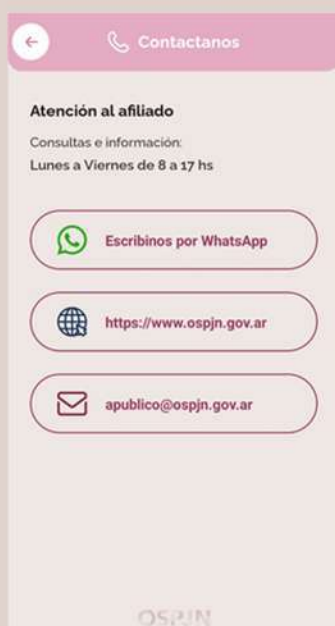 Contactanos
Atención al afiliado
Consultas e información:
Lunes a Viernes de 8 a 17 hs
Escribinos por WhatsApp
https://www.ospjn.gov.ar
apublico@ospjn.gov.ar
OSPJN